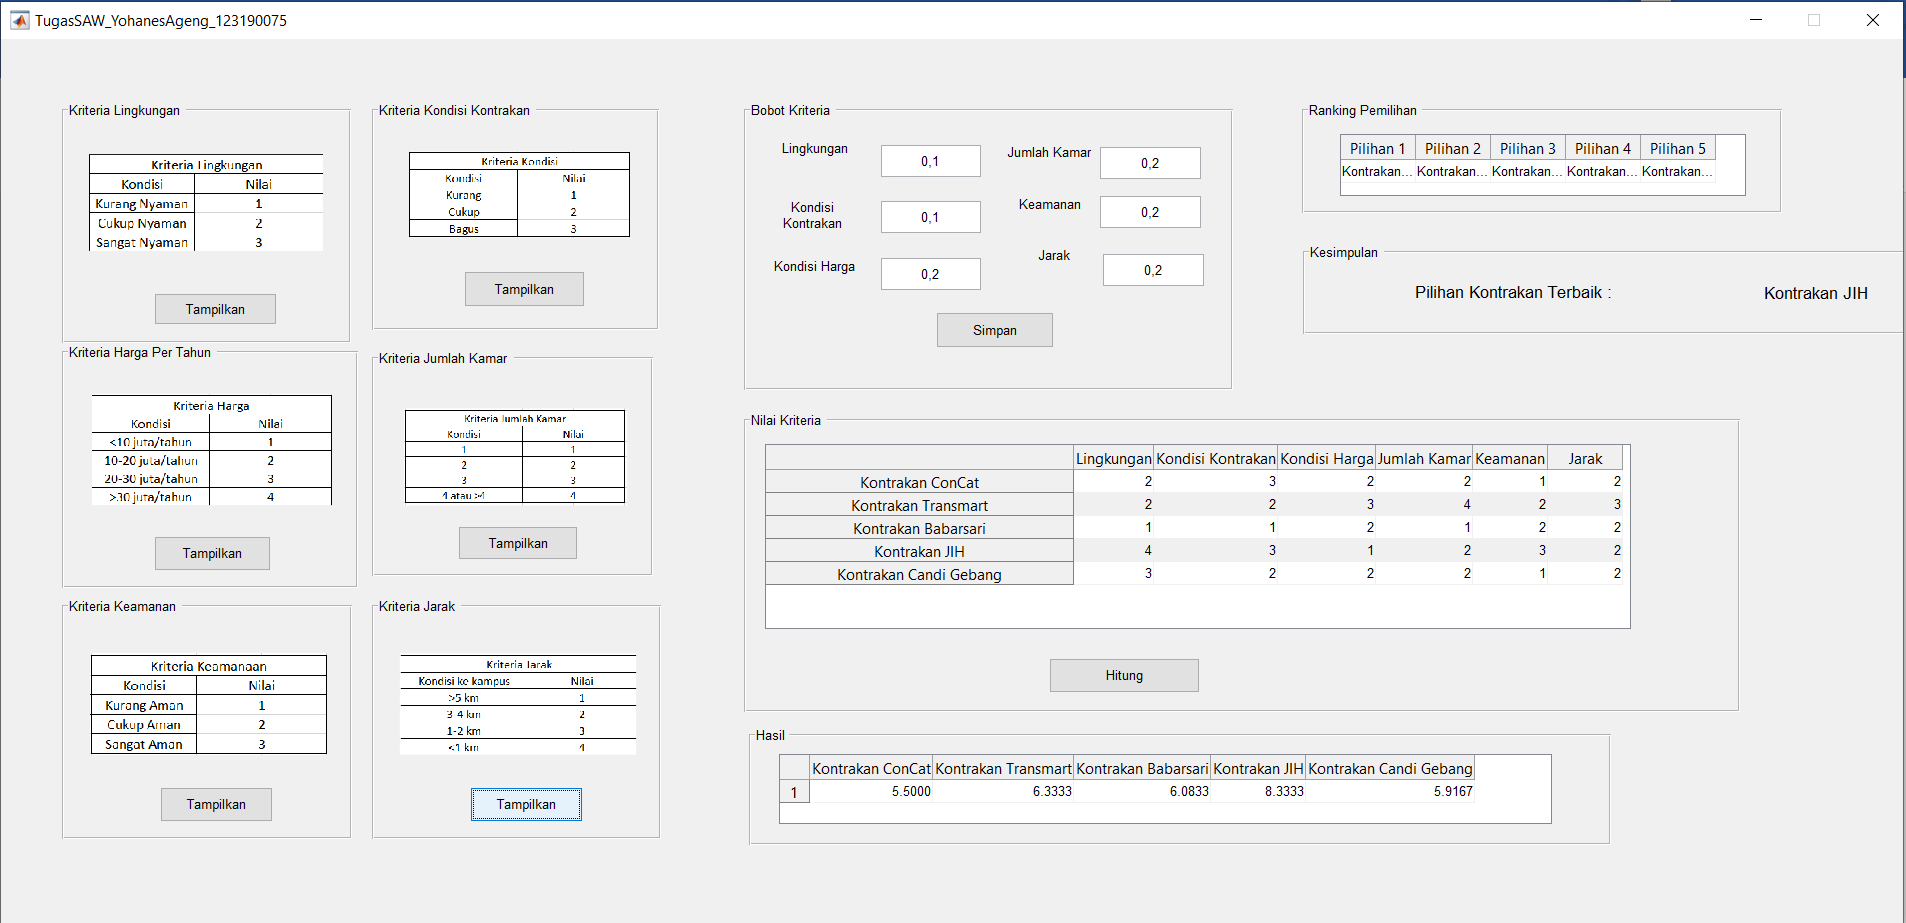 TugasSAW_YohanesAgeng_123190075
Kriteria Lingkungan
Kriteria Lingkungan
Kondisi Nilai
Kurang Nyaman 1
Cukup Nyaman 2
Sangat Nyaman 3
Tampilkan
Kriteria Kondisi Kontrakan
Kriteria Kondisi
Kondisi Nilai
Kurang 1
Cukup 2
Bagus 3
Tampilkan
Kriteria Harga Per Tahun
Kriteria Harga
Kondisi Nilai
<10 juta/tahun 1
10-20 juta/tahun 2
20-30 juta/tahun 3
>30 juta/tahun 4
Tampilkan
Kriteria Jumlah Kamar
Kriteria Jumlah Kamar
Kondisi Nilai
1 1
2 2
3 3
4 atau >4 4
Tampilkan
Kriteria Keamanan
Kriteria Keamanaan
Kondisi Nilai
Kurang Aman 1
Cukup Aman 2
Sangat Aman 3
Tampilkan
Kriteria Jarak
Kriteria Jarak
Kondisi ke kampus Nilai
>5 km 1
3-4 km 2
1-2 km 3
<1 km 4
Tampilkan
Bobot Kriteria
Lingkungan 0,1 Jumlah Kamar 0,2
Kondisi
Kontrakan 0,1 Keamanan 0,2
Kondisi Harga 0,2 Jarak 0,2
Simpan
Nilai Kriteria
Lingkungan Kondisi Kontrakan Kondisi Harga Jumlah Kamar Keamanan Jarak
Kontrakan ConCat 2 3 2 2 1 2
Kontrakan Transmart 2 2 3 4 2 3
Kontrakan Babarsari 1 1 2 1 2 2
Kontrakan JIH 4 3 1 2 3 2
Kontrakan Candi Gebang 3 2 2 2 1 2
Hitung
Hasil
Kontrakan ConCat Kontrakan Transmart Kontrakan Babarsari Kontrakan JIH Kontrakan Candi Gebang
1 5.5000 6.3333 6.0833 8.3333 5.9167
Ranking Pemilihan
Pilihan 1 Pilihan 2 Pilihan 3 Pilihan 4 Pilihan 5
Kontrakan... Kontrakan... Kontrakan... Kontrakan... Kontrakan...
Kesimpulan
Pilihan Kontrakan Terbaik : Kontrakan JIH